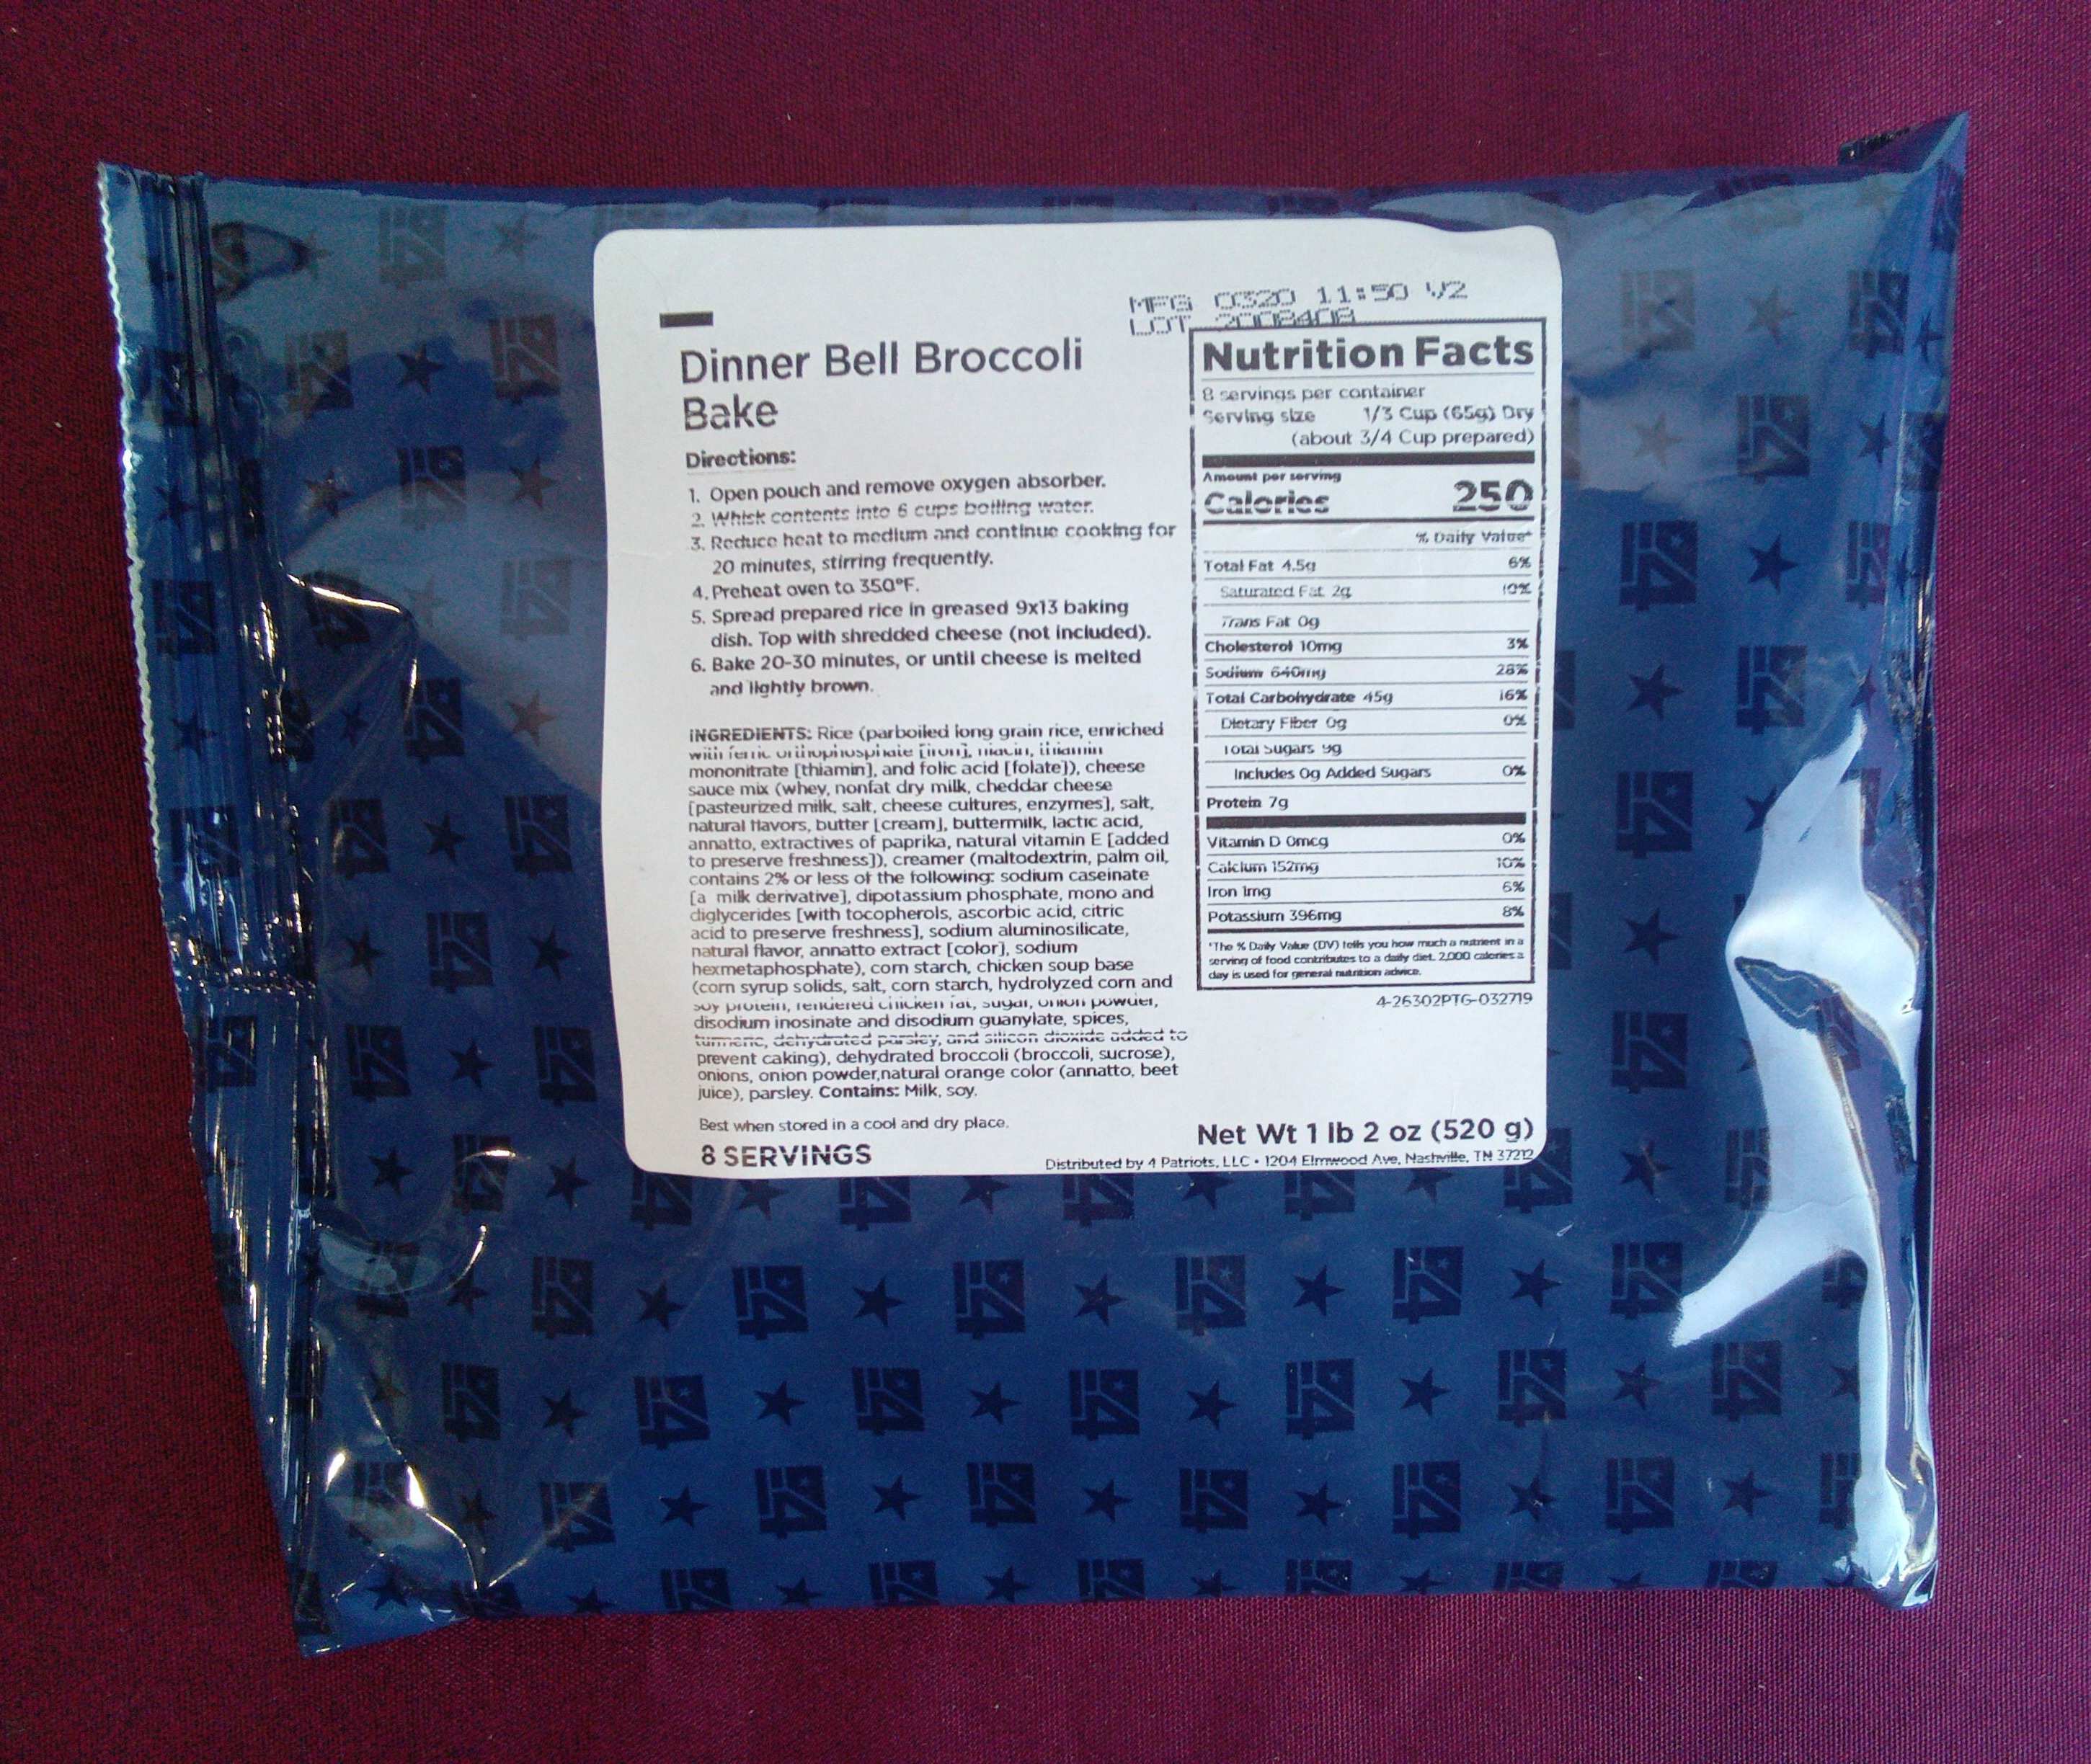 MFG 0320 11:50 V2
LOT 2008408
Dinner Bell Broccoli
Bake
Directions:
1. Open pouch and remove oxygen absorber.
2. Whisk contents into 6 cups boiling water.
3. Reduce heat to medium and continue cooking for
20 minutes, stirring frequently.
4. Preheat oven to 350°F.
5. Spread prepared rice in greased 9x13 baking
dish. Top with shredded cheese (not included).
6. Bake 20-30 minutes, or until cheese is melted
and lightly brown.
INGREDIENTS: Rice (parboiled long grain rice, enriched
with ferric orthophosphate [iron], niacin, thiamin
mononitrate [thiamin], and folic acid [folate]), cheese
sauce mix (whey, nonfat dry milk, cheddar cheese
[pasteurized milk, salt, cheese cultures, enzymes], salt,
natural flavors, butter [cream], buttermilk, lactic acid,
annatto, extractives of paprika, natural vitamin E [added
to preserve freshness]), creamer (maltodextrin, palm oil,
contains 2% or less of the following: sodium caseinate
[a milk derivative], dipotassium phosphate, mono and
diglycerides [with tocopherols, ascorbic acid, citric
acid to preserve freshness], sodium aluminosilicate,
natural flavor, annatto extract [color], sodium
hexmetaphosphate), corn starch, chicken soup base
(corn syrup solids, salt, corn starch, hydrolyzed corn and
soy protein, rendered chicken fat, sugar, onion powder,
disodium inosinate and disodium guanylate, spices,
turmeric, dehydrated parsley, and silicon dioxide added to
prevent caking), dehydrated broccoli (broccoli, sucrose),
onions, onion powder,natural orange color (annatto, beet
juice), parsley. Contains: Milk, soy.
Best when stored in a cool and dry place.
8 SERVINGS
Nutrition Facts
8 servings per container
Serving size 1/3 Cup (65g) Dry
(about 3/4 Cup prepared)
Amount per serving
Calories 250
% Daily Value*
Total Fat 4.5g 6%
Saturated Fat 2g 10%
Trans Fat 0g
Cholesterol 10mg 3%
Sodium 640mg 28%
Total Carbohydrate 45g 16%
Dietary Fiber 0g 0%
Total Sugars 9g
Includes 0g Added Sugars 0%
Protein 7g
Vitamin D 0mcg 0%
Calcium 152mg 10%
Iron 1mg 6%
Potassium 396mg 8%
*The % Daily Value (DV) tells you how much a nutrient in a
serving of food contributes to a daily diet. 2,000 calories a
day is used for general nutrition advice.
4-26302PTG-032719
Net Wt 1 lb 2 oz (520 g)
Distributed by 4 Patriots, LLC • 1204 Elmwood Ave, Nashville, TN 37212